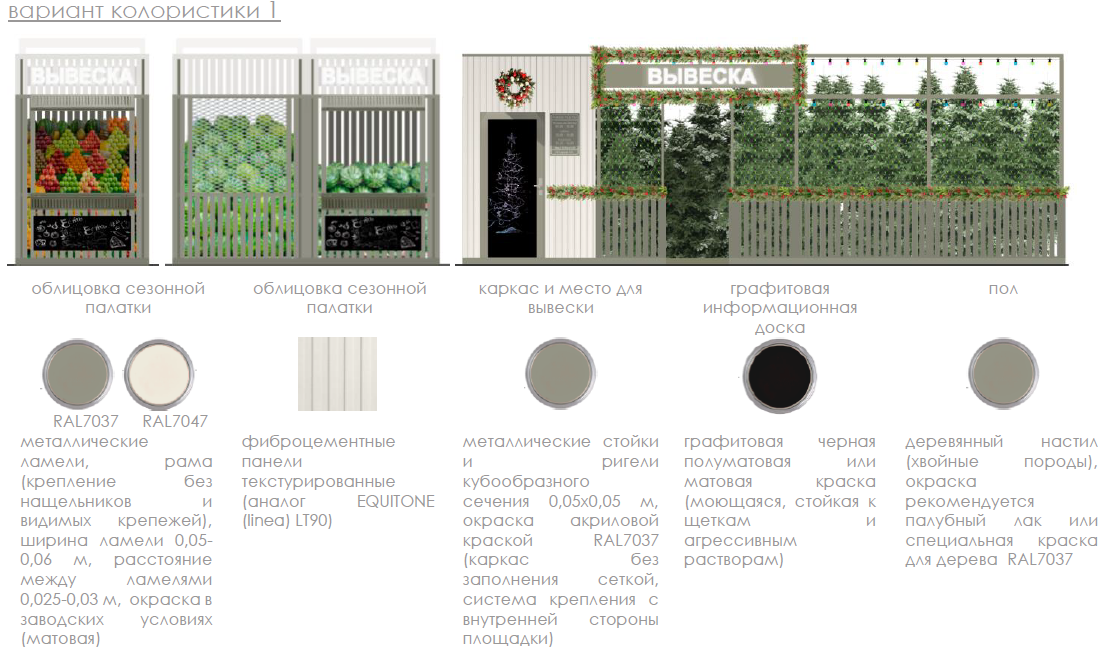 вариант колористики 1
ВЫВЕСКА
ВЫВЕСКА
ВЫВЕСКА
облицовка сезонной
палатки
облицовка сезонной
палатки
каркас и место для
вывески
графитовая
информационная
доска
пол
RAL7037 RAL7047
металлические
ламели, рама
(крепление без
нащельников и
видимых крепежей),
ширина ламели 0,05-
0,06 м, расстояние
между ламелями
0,025-0,03 м, окраска в
заводских условиях
(матовая)
фиброцементные
панели
текстурированные
(аналог EQUITONE
(linea) LT90)
металлические стойки
и ригели
кубообразного
сечения 0,05х0,05 м,
окраска акриловой
краской RAL7037
(каркас без
заполнения сеткой,
система крепления с
внутренней стороны
площадки)
графитовая черная
полуматовая или
матовая краска
(моющаяся, стойкая к
щеткам и
агрессивным
растворам)
деревянный настил
(хвойные породы),
окраска
рекомендуется
палубный лак или
специальная краска
для дерева RAL7037